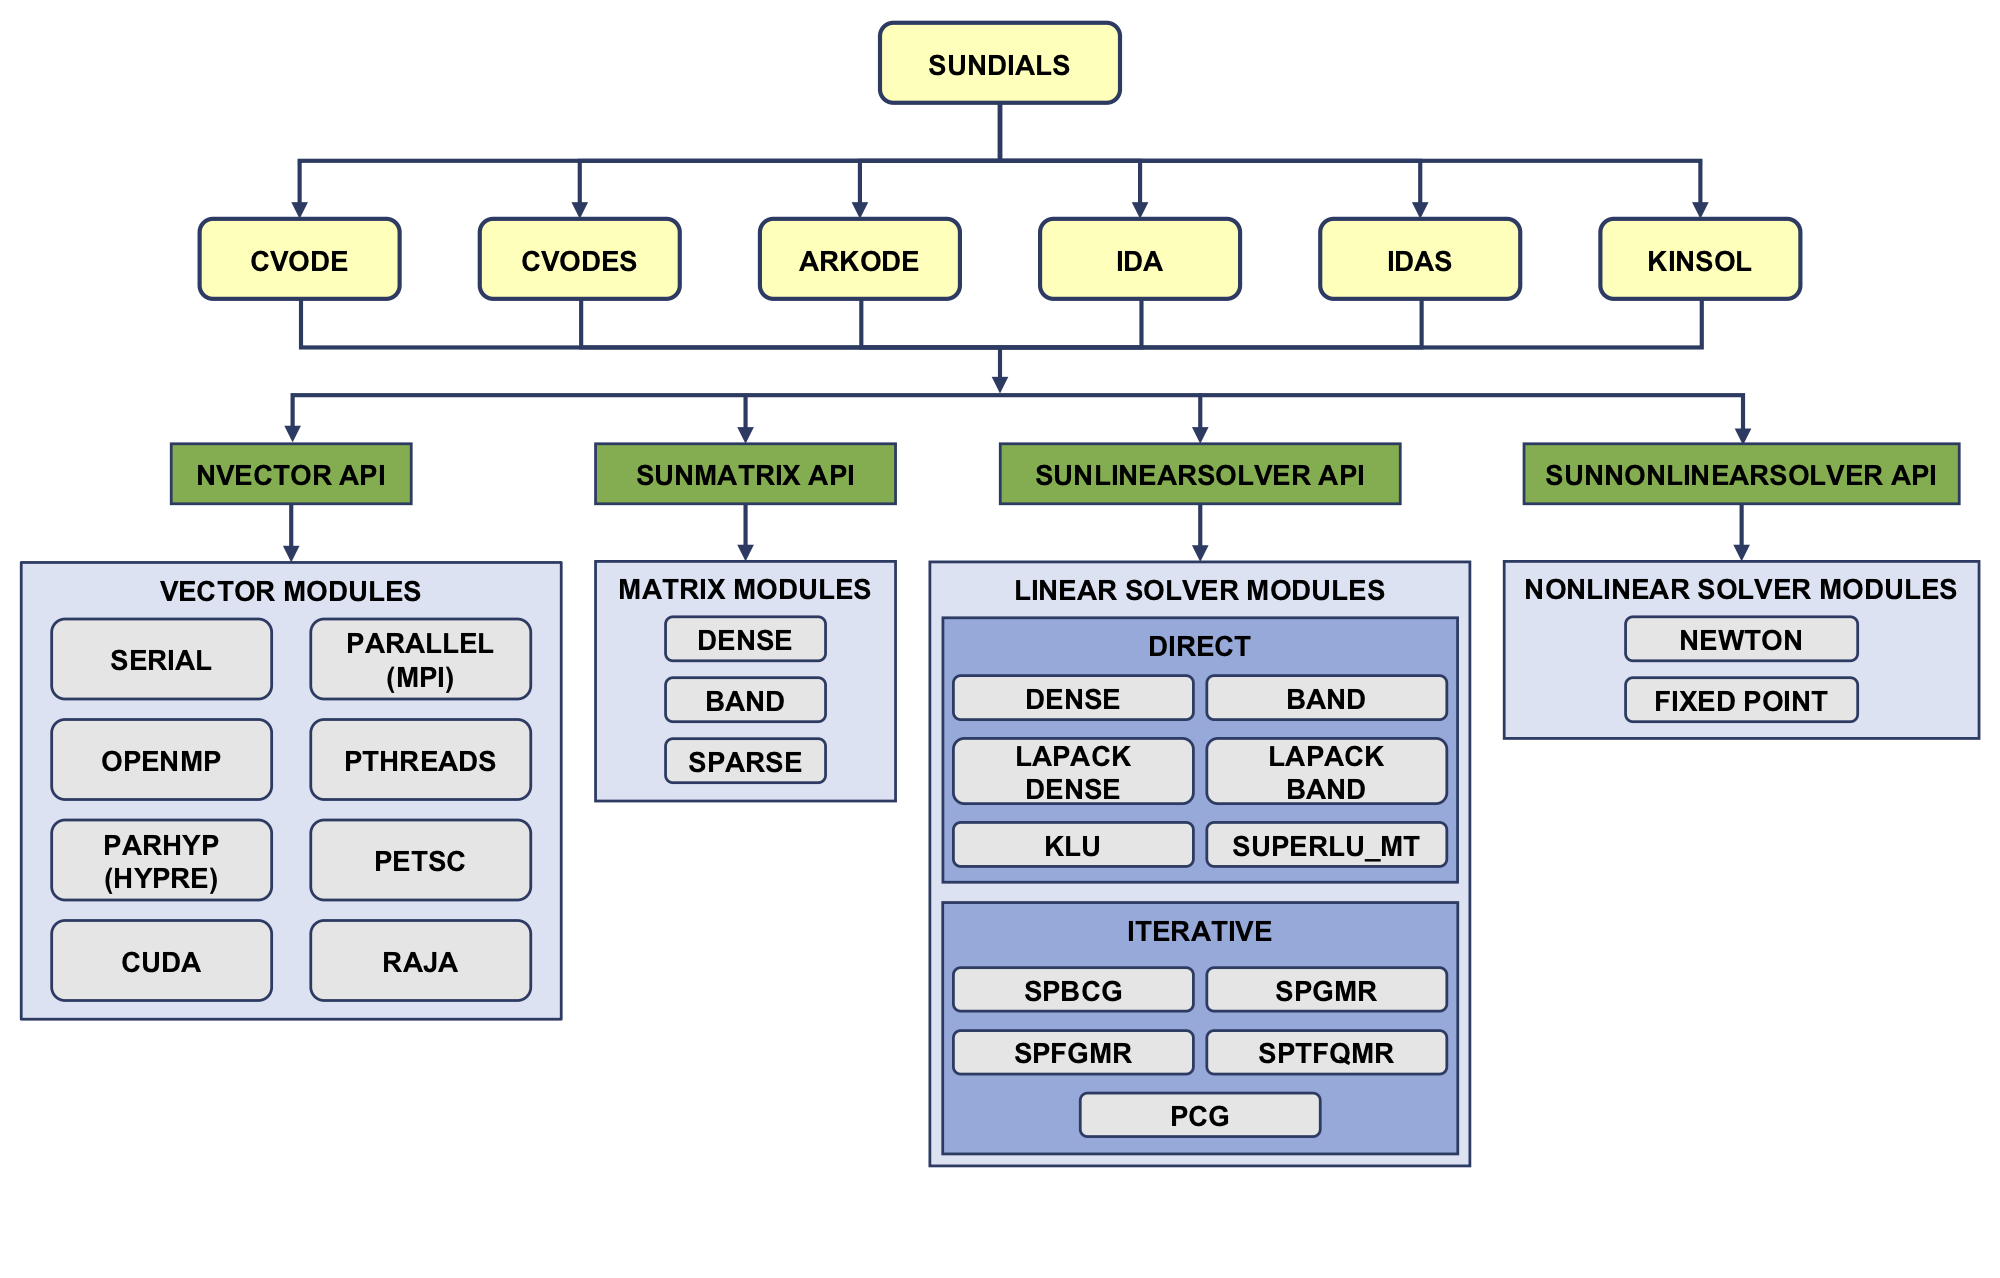 SUNDIALS
CVODE
CVODES
ARKODE
IDA
IDAS
KINSOL
NVECTOR API
SUNMATRIX API
SUNLINEARSOLVER API
SUNNONLINEARSOLVER API
VECTOR MODULES
SERIAL
PARALLEL
(MPI)
OPENMP
PTHREADS
PARHYP
(HYPRE)
PETSC
CUDA
RAJA
MATRIX MODULES
DENSE
BAND
SPARSE
LINEAR SOLVER MODULES
DIRECT
DENSE
BAND
LAPACK
DENSE
LAPACK
BAND
KLU
SUPERLU_MT
ITERATIVE
SPBCG
SPGMR
SPFGMR
SPTFQMR
PCG
NONLINEAR SOLVER MODULES
NEWTON
FIXED POINT